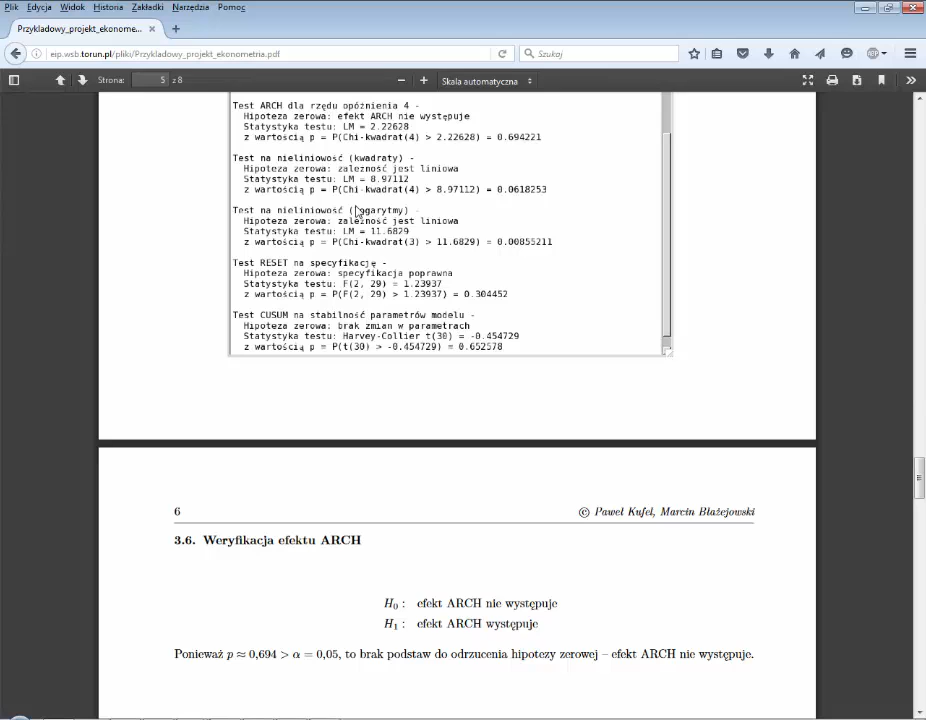 Plik Edycja Widok Historia Zakładki Narzędzia Pomoc
Przykladowy_projekt_ekonome...
eip.wsb.torun.pl/pliki/Przykladowy_projekt_ekonometria.pdf
Szukaj
Strona: 5 z 8
Skala automatyczna
Test ARCH dla rzędu opóźnienia 4 -
Hipoteza zerowa: efekt ARCH nie występuje
Statystyka testu: LM = 2.22628
z wartością p = P(Chi-kwadrat(4) > 2.22628) = 0.694221
Test na nieliniowość (kwadraty) -
Hipoteza zerowa: zależność jest liniowa
Statystyka testu: LM = 8.97112
z wartością p = P(Chi-kwadrat(4) > 8.97112) = 0.0618253
Test na nieliniowość (logarytmy) -
Hipoteza zerowa: zależność jest liniowa
Statystyka testu: LM = 11.6829
z wartością p = P(Chi-kwadrat(3) > 11.6829) = 0.00855211
Test RESET na specyfikację -
Hipoteza zerowa: specyfikacja poprawna
Statystyka testu: F(2, 29) = 1.23937
z wartością p = P(F(2, 29) > 1.23937) = 0.304452
Test CUSUM na stabilność parametrów modelu -
Hipoteza zerowa: brak zmian w parametrach
Statystyka testu: Harvey-Collier t(30) = -0.454729
z wartością p = P(t(30) > -0.454729) = 0.652578
6 © Paweł Kufel, Marcin Błażejowski
3.6. Weryfikacja efektu ARCH
H0 : efekt ARCH nie występuje
H1 : efekt ARCH występuje
Ponieważ p ≈ 0,694 > α = 0,05, to brak podstaw do odrzucenia hipotezy zerowej – efekt ARCH nie występuje.